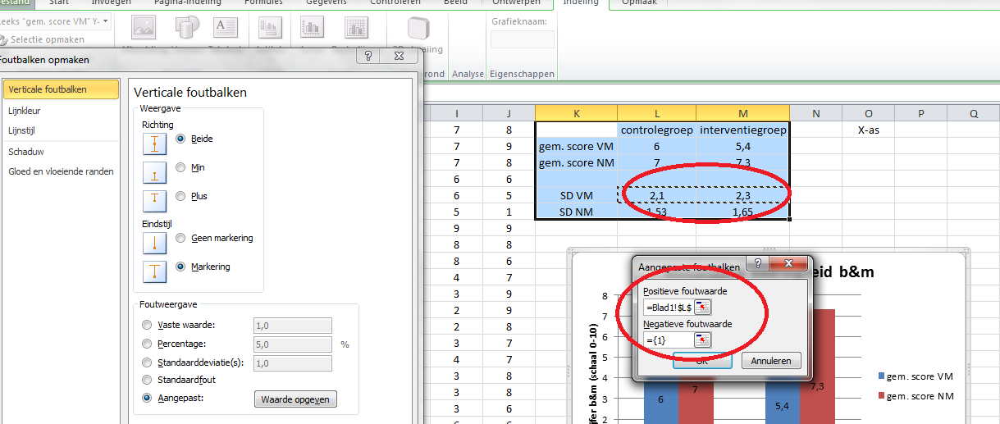 Start Invoegen Pagina-indeling Formules Gegevens Controleren Beeld Ontwerpen Indeling Opmaak
eeks "gem. score VM" Y-
Selectie opmaken
Grafieknaam:
Analyse Eigenschappen
Foutbalken opmaken
Verticale foutbalken
Lijnkleur
Lijnstijl
Schaduw
Gloed en vloeiende randen
Verticale foutbalken
Weergave
Richting
Beide
Min
Plus
Eindstijl
Geen markering
Markering
Foutweergave
Vaste waarde: 1,0
Percentage: 5,0 %
Standaarddeviatie(s): 1,0
Standaardfout
Aangepast: Waarde opgeven
I J K L M N O P Q
7 8 controlegroep interventiegroep X-as
7 9 gem. score VM 6 5,4
7 8 gem. score NM 7 7,3
6 6
6 5 SD VM 2,1 2,3
5 1 SD NM 1,53 1,65
9 9
8 8
8 6
4 7
3 9
2 9
2 8
3 7
4 7
3 8
3 8
3 6
2 6
Aangepaste foutbalken
Positieve foutwaarde
=Blad1!$L$
Negatieve foutwaarde
={1}
OK Annuleren
eid b&m
jfer b&m (schaal 0-10)
8
7
6
5
4
3
2
6
7
5,4
7,3
gem. score VM
gem. score NM